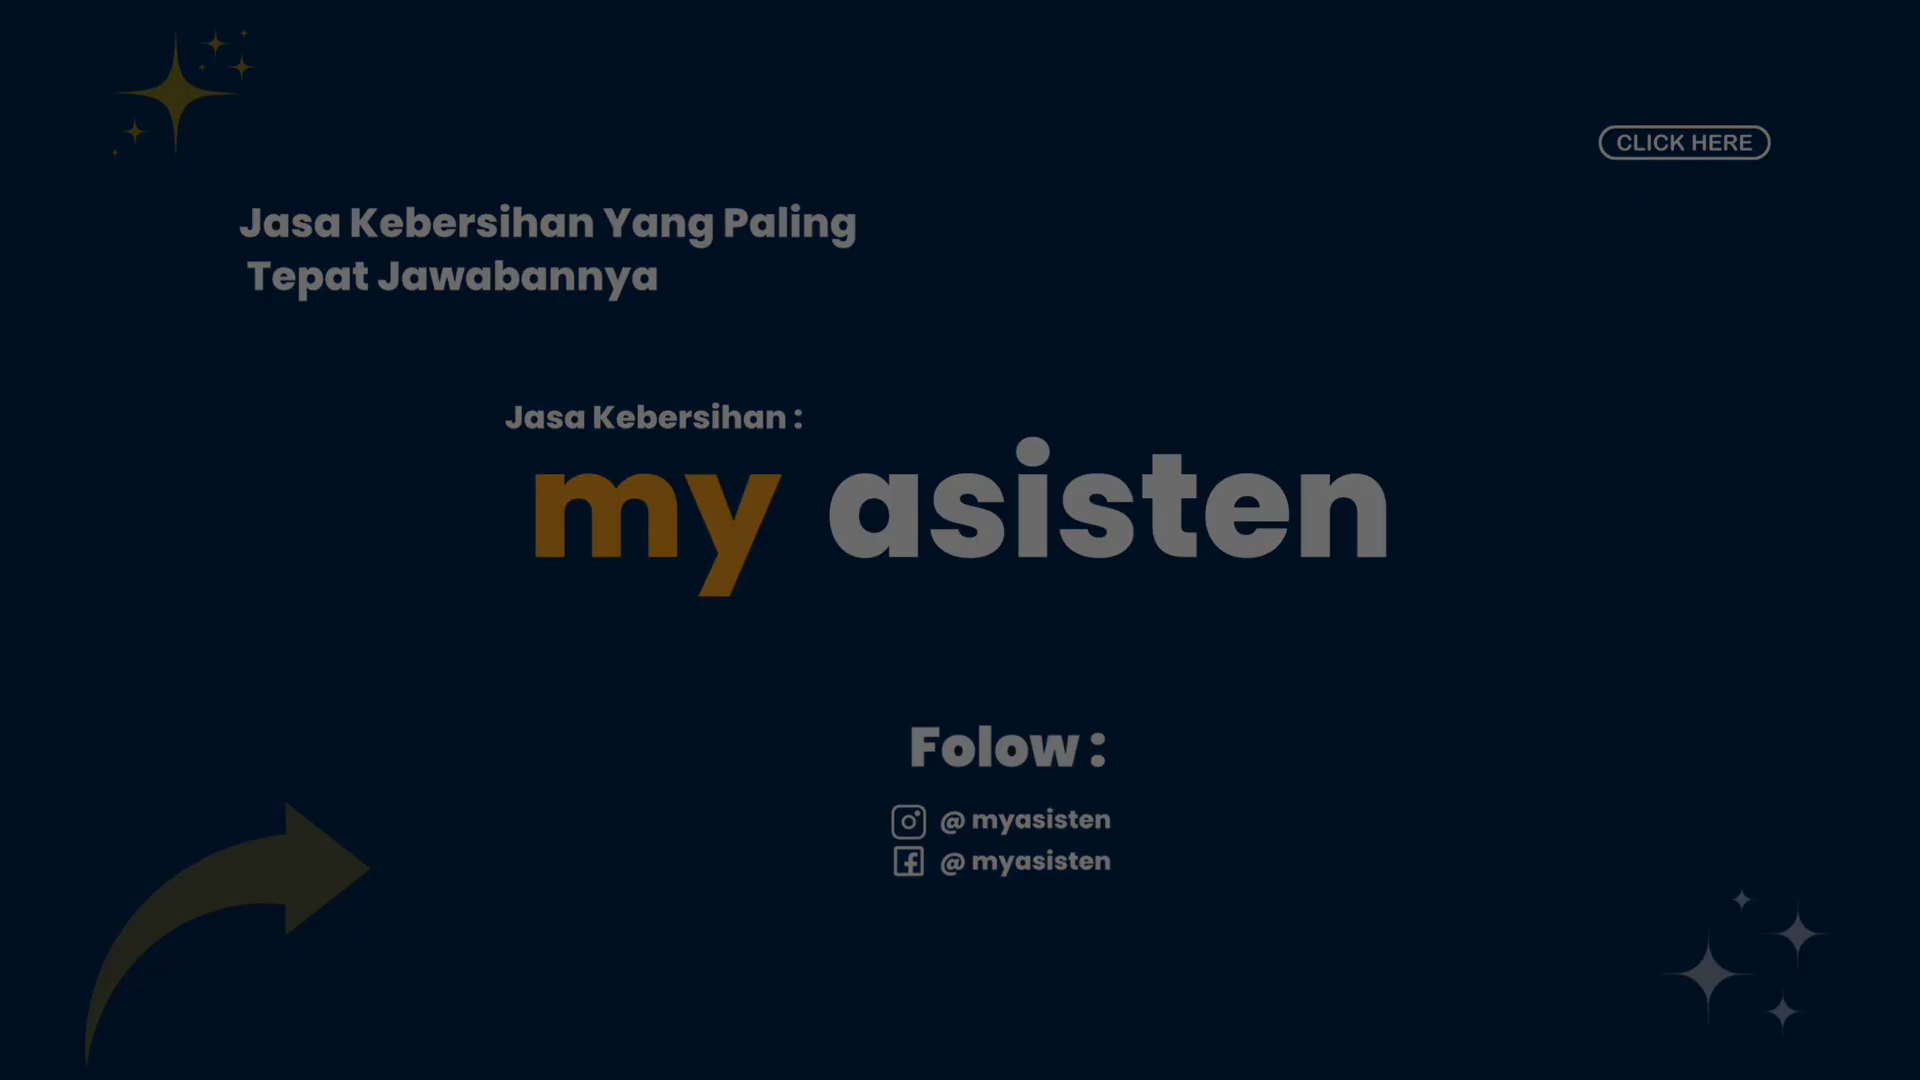 CLICK HERE
Jasa Kebersihan Yang Paling
Tepat Jawabannya
Jasa Kebersihan :
my asisten
Folow :
@ myasisten
@ myasisten